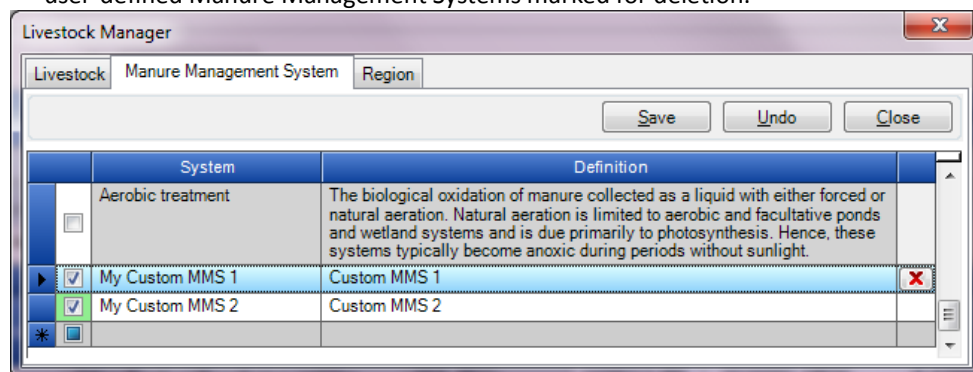 user-defined Manure Management Systems marked for deletion.
Livestock Manager
Livestock Manure Management System Region
Save Undo Close
System Definition
Aerobic treatment The biological oxidation of manure collected as a liquid with either forced or
natural aeration. Natural aeration is limited to aerobic and facultative ponds
and wetland systems and is due primarily to photosynthesis. Hence, these
systems typically become anoxic during periods without sunlight.
My Custom MMS 1 Custom MMS 1
My Custom MMS 2 Custom MMS 2